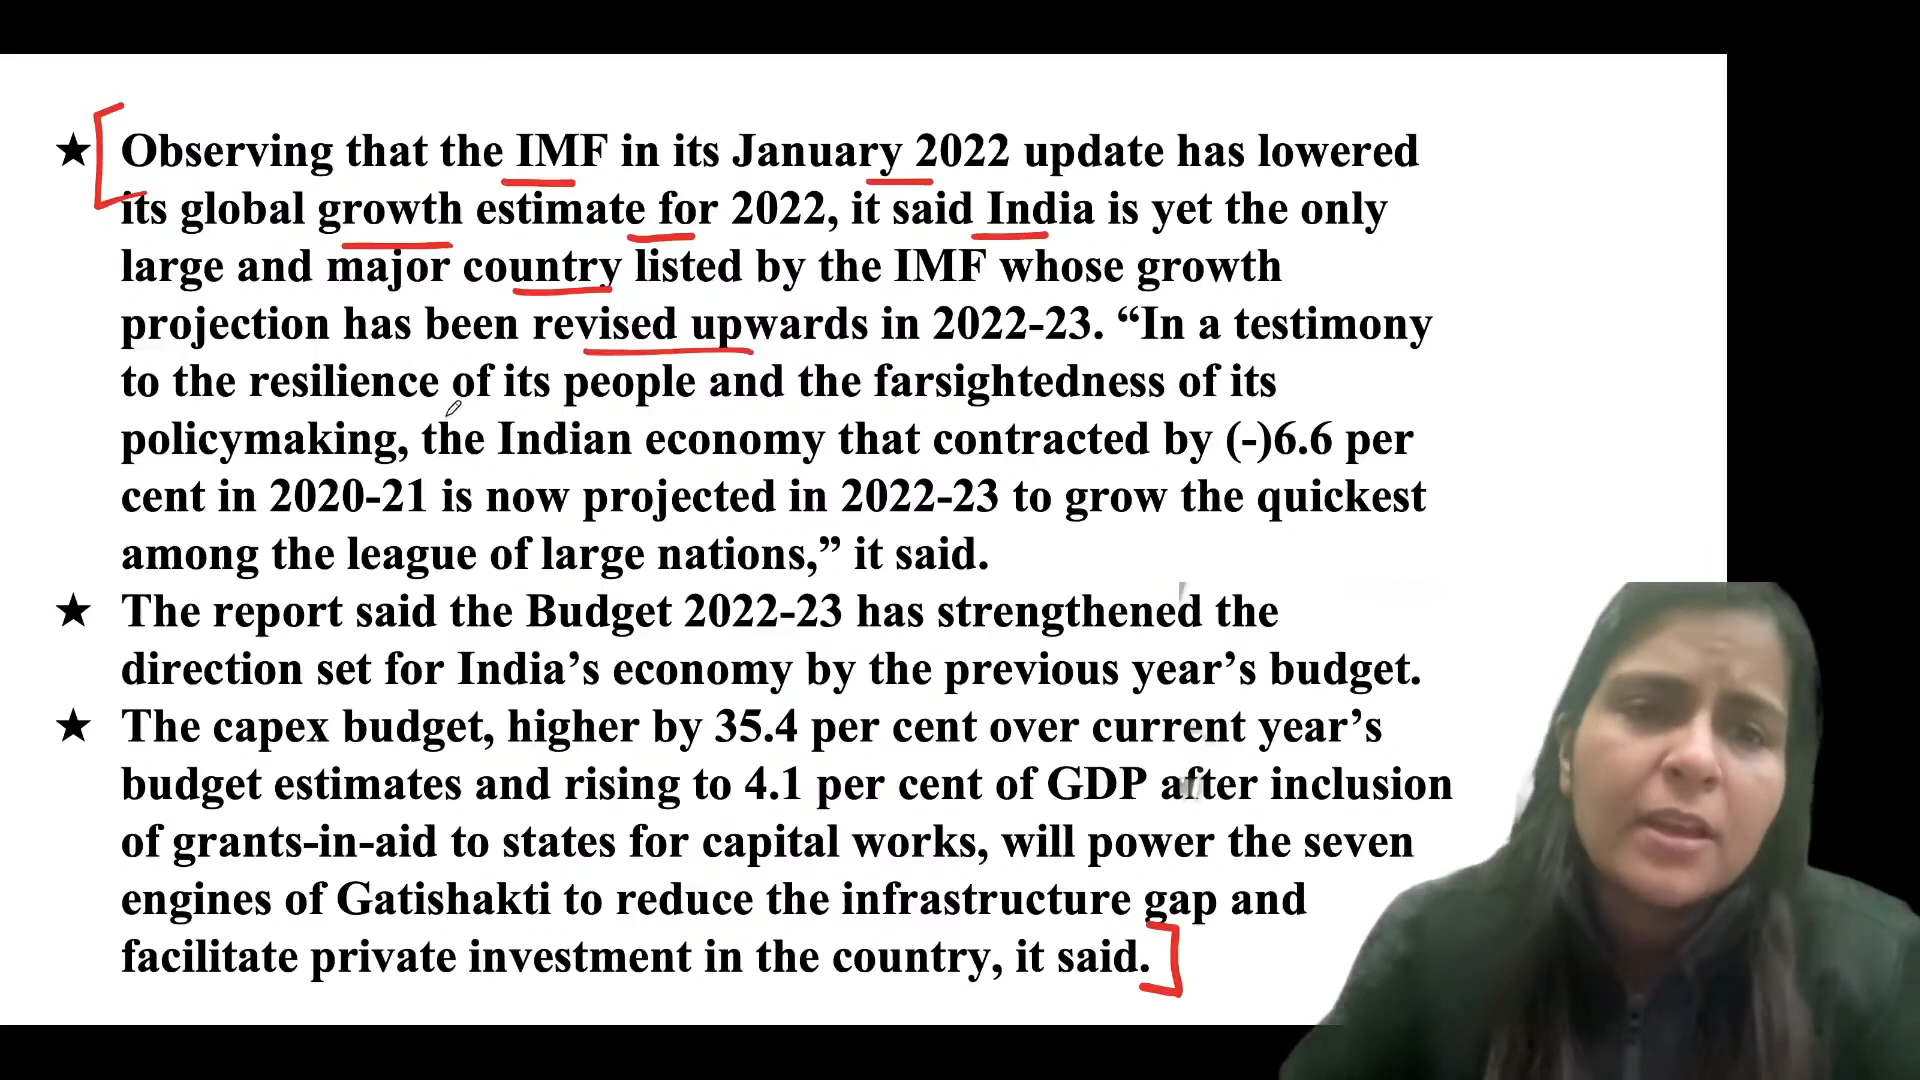 ★ Observing that the IMF in its January 2022 update has lowered
its global growth estimate for 2022, it said India is yet the only
large and major country listed by the IMF whose growth
projection has been revised upwards in 2022-23. “In a testimony
to the resilience of its people and the farsightedness of its
policymaking, the Indian economy that contracted by (-)6.6 per
cent in 2020-21 is now projected in 2022-23 to grow the quickest
among the league of large nations,” it said.
★ The report said the Budget 2022-23 has strengthened the
direction set for India’s economy by the previous year’s budget.
★ The capex budget, higher by 35.4 per cent over current year’s
budget estimates and rising to 4.1 per cent of GDP after inclusion
of grants-in-aid to states for capital works, will power the seven
engines of Gatishakti to reduce the infrastructure gap and
facilitate private investment in the country, it said.